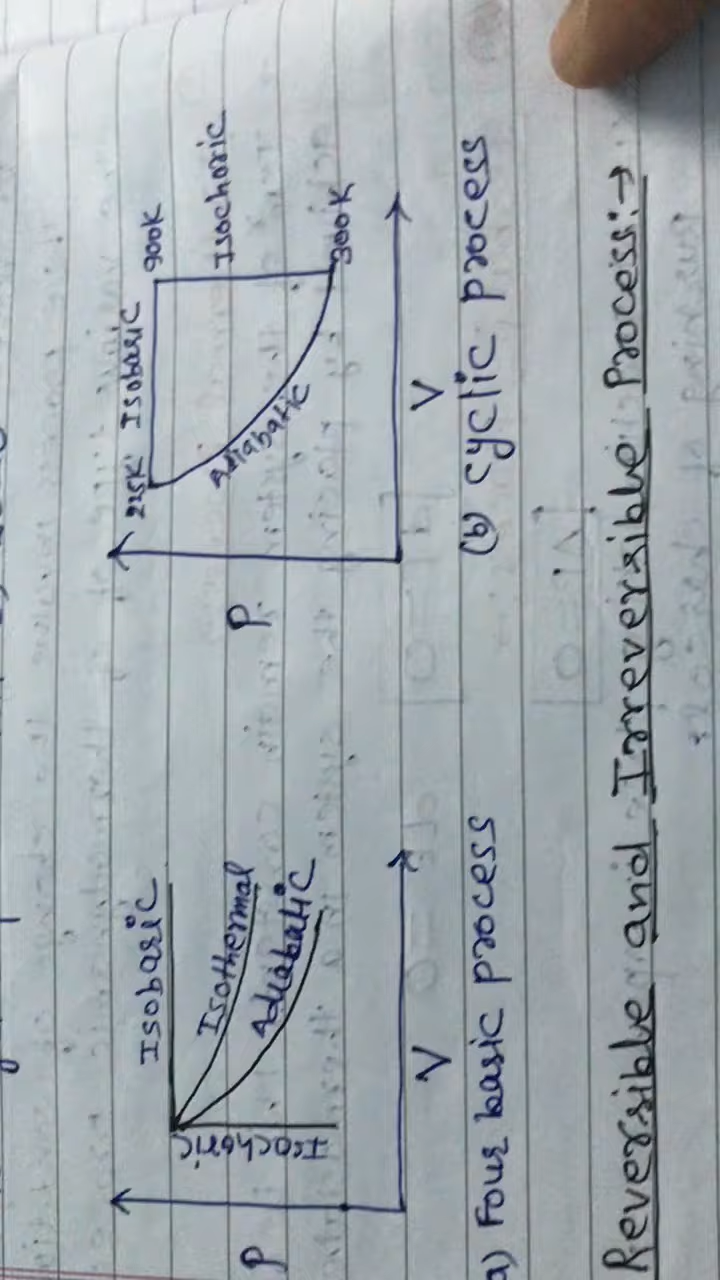 Isobaric
Isothermal
Adiabatic
Isochoric
P
V
a) Four basic process
225K Isobaric 900K
Isochoric
Adiabatic
300K
P
V
(b) Cyclic process
Reversible and Irreversible Process:→